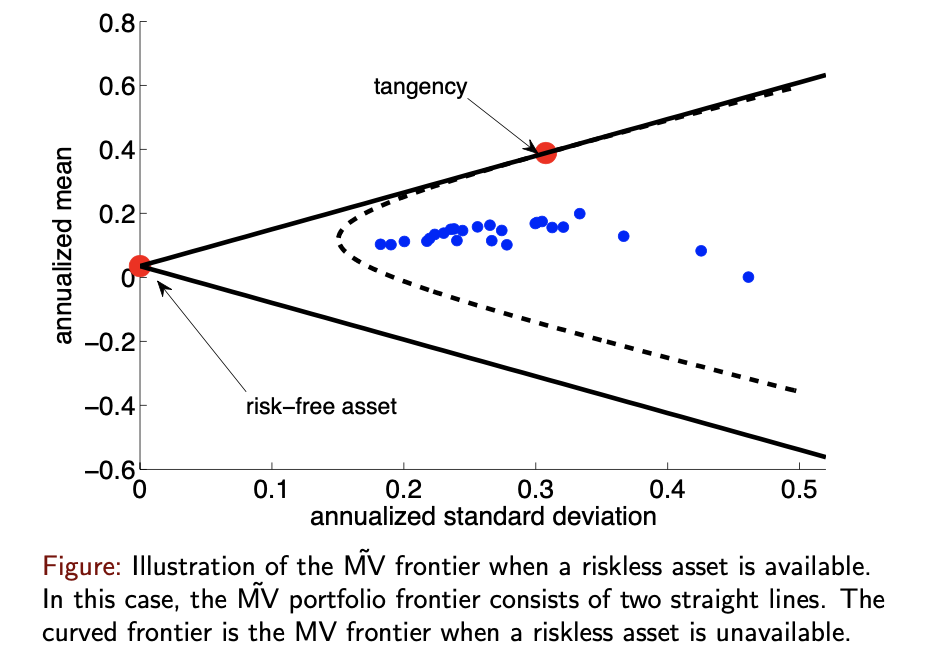 0.8
0.6
tangency
0.4
annualized mean
0.2
0
−0.2
risk−free asset
−0.4
−0.6
0
0.1
0.2
0.3
0.4
0.5
annualized standard deviation
Figure: Illustration of the M̃V frontier when a riskless asset is available.
In this case, the M̃V portfolio frontier consists of two straight lines. The
curved frontier is the MV frontier when a riskless asset is unavailable.